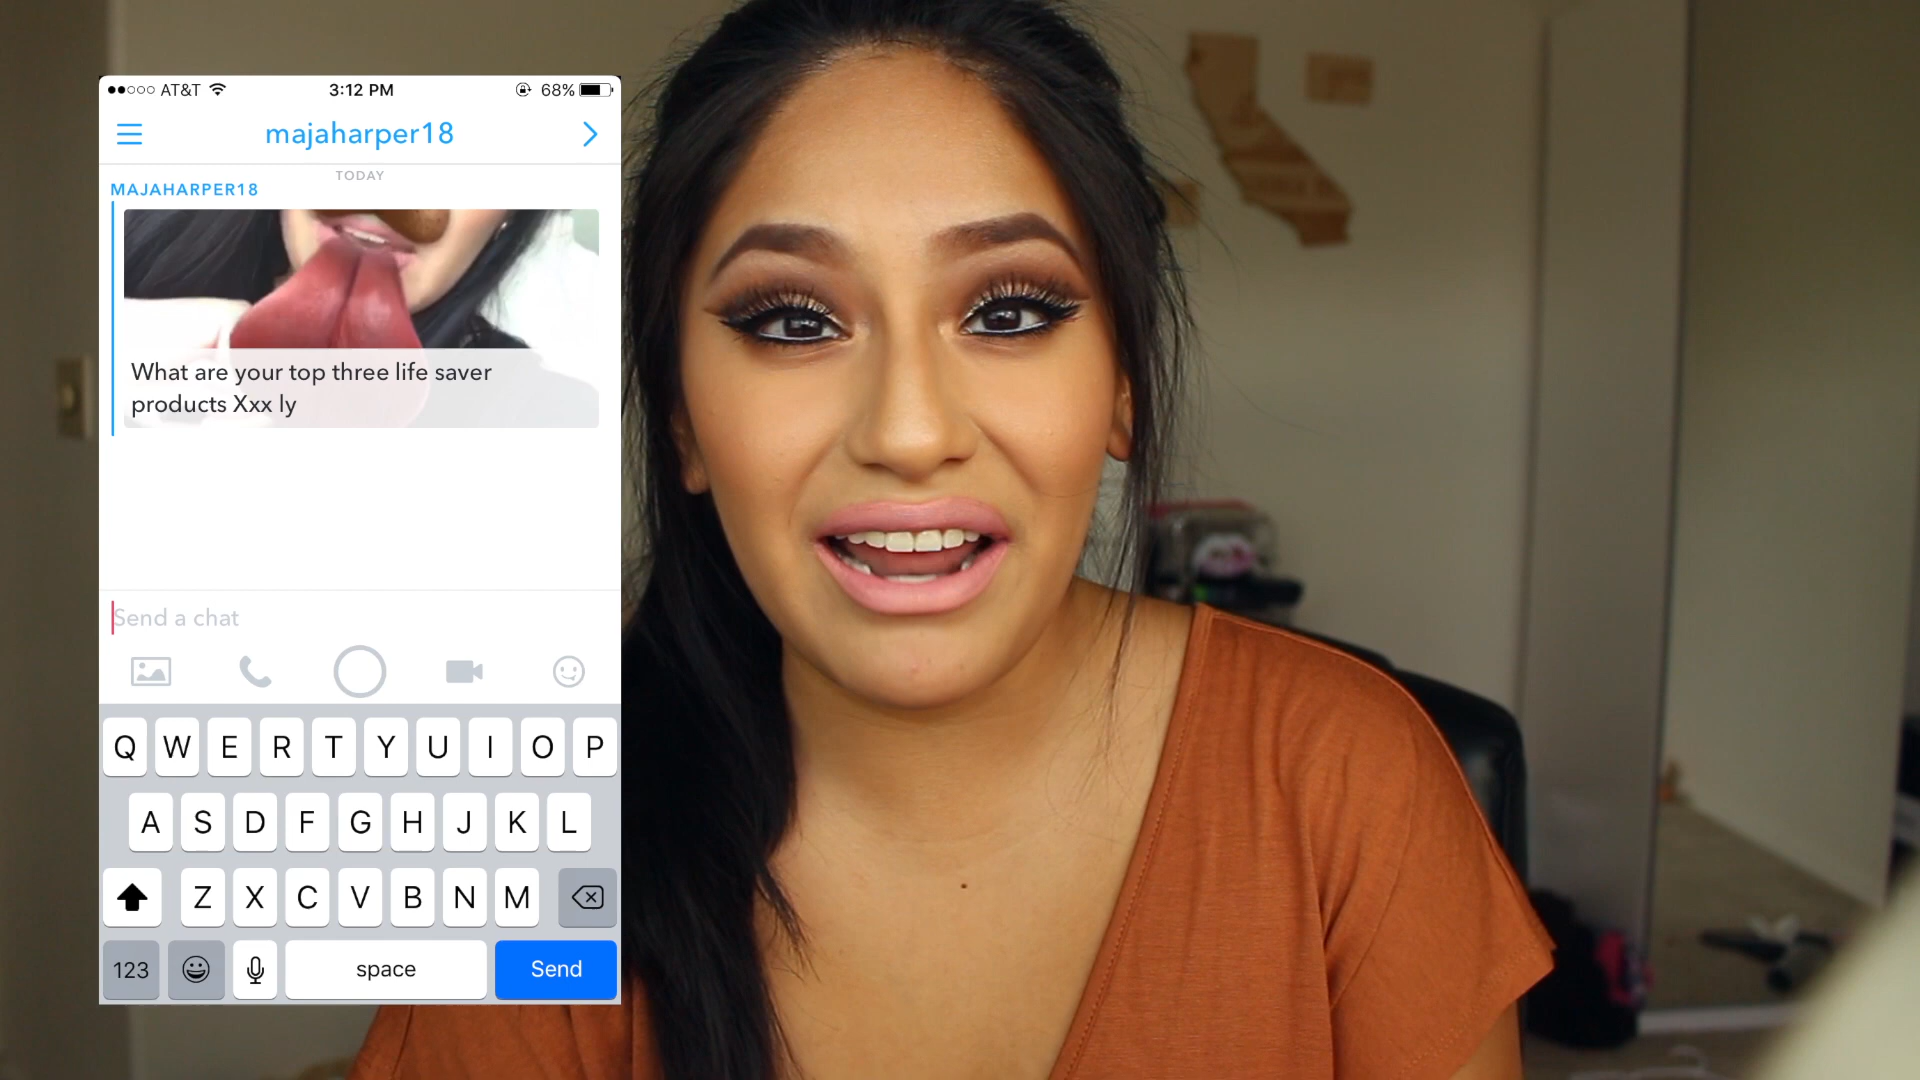 AT&T 3:12 PM 68%
majaharper18
TODAY
MAJAHARPER18
What are your top three life saver
products Xxx ly
Send a chat
Q W E R T Y U I O P
A S D F G H J K L
Z X C V B N M
123 space Send